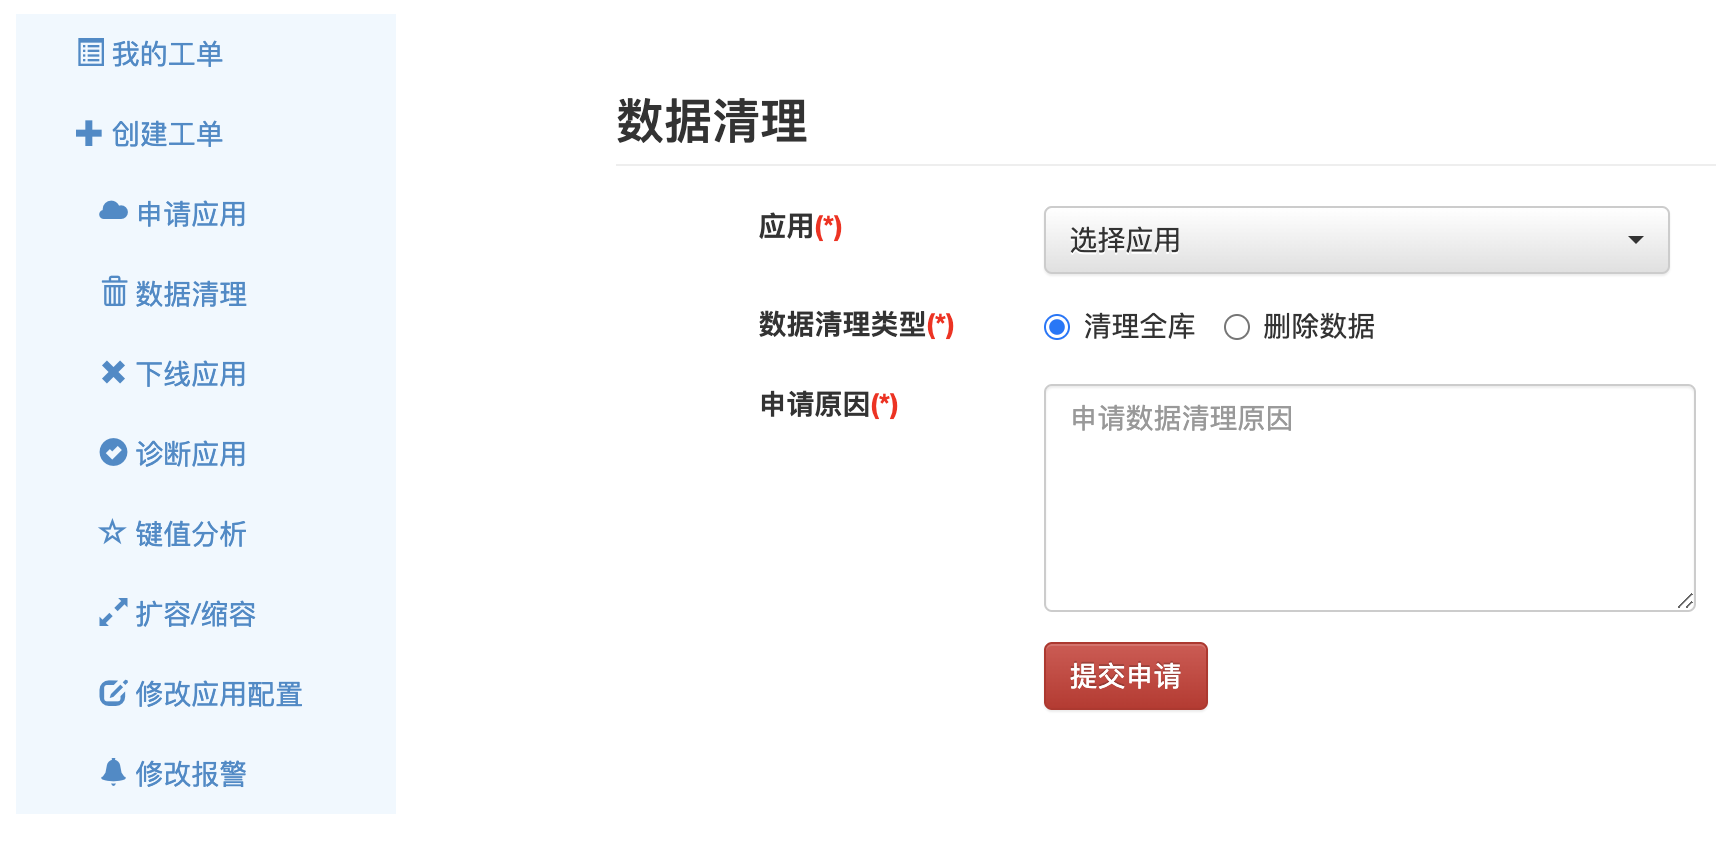 我的工单
创建工单
申请应用
数据清理
下线应用
诊断应用
键值分析
扩容/缩容
修改应用配置
修改报警
数据清理
应用(*)
选择应用
数据清理类型(*)
清理全库 删除数据
申请原因(*)
申请数据清理原因
提交申请